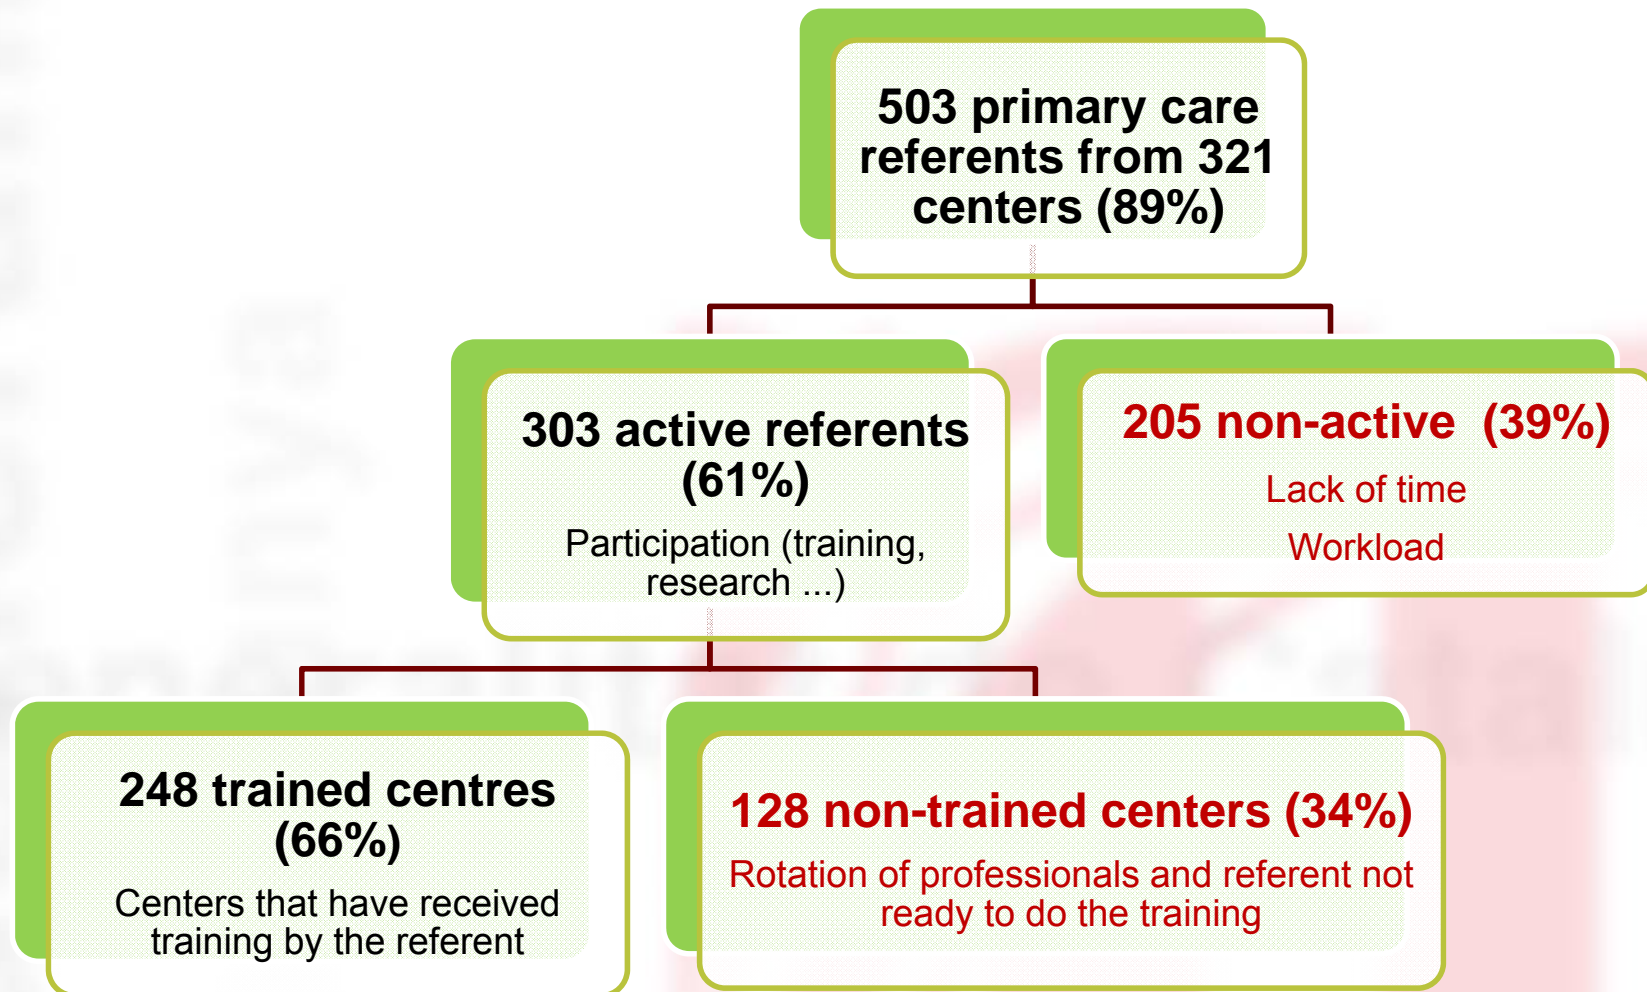 503 primary care
referents from 321
centers (89%)
303 active referents
(61%)
Participation (training,
research ...)
205 non-active (39%)
Lack of time
Workload
248 trained centres
(66%)
Centers that have received
training by the referent
128 non-trained centers (34%)
Rotation of professionals and referent not
ready to do the training